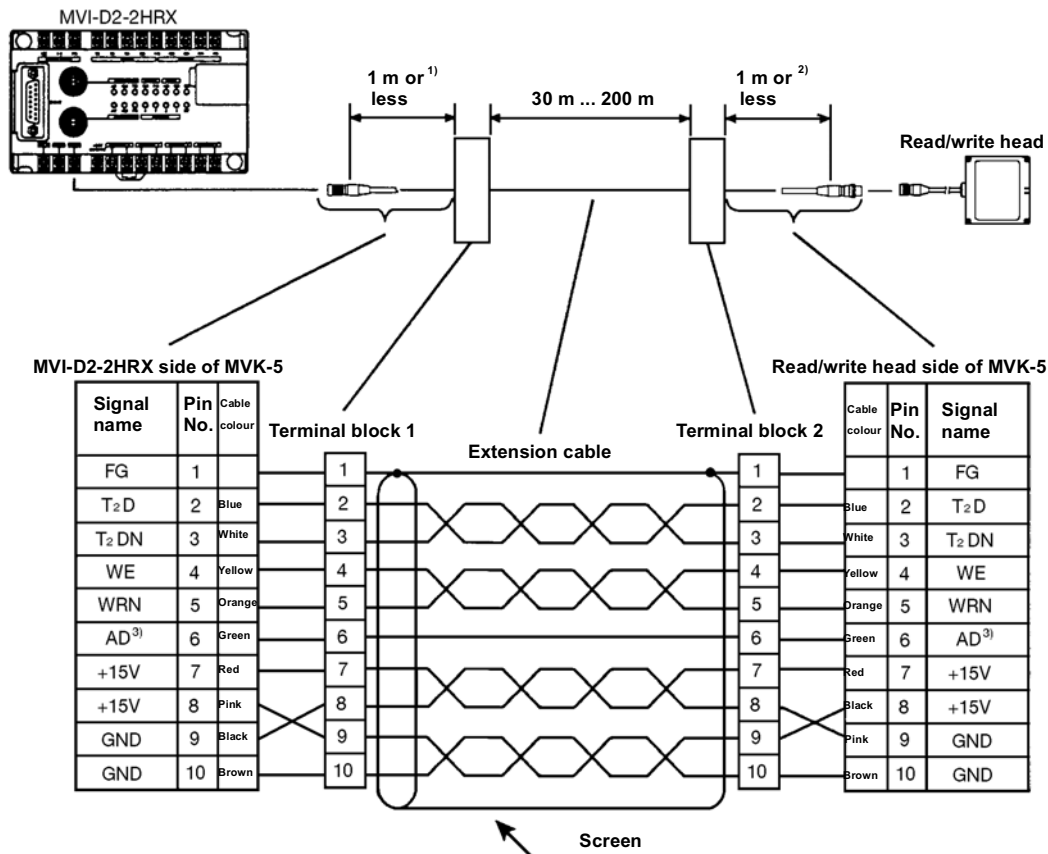 MVI-D2-2HRX
1 m or 1)
less
30 m ... 200 m
1 m or 2)
less
Read/write head
MVI-D2-2HRX side of MVK-5
Read/write head side of MVK-5
Signal name Pin No. Cable colour
Terminal block 1
Extension cable
Terminal block 2
Cable colour Pin No. Signal name
FG 1 1 1 1 FG
T2D 2 Blue 2 2 Blue 2 T2D
T2DN 3 White 3 3 White 3 T2DN
WE 4 Yellow 4 4 Yellow 4 WE
WRN 5 Orange 5 5 Orange 5 WRN
AD3) 6 Green 6 6 Green 6 AD3)
+15V 7 Red 7 7 Red 7 +15V
+15V 8 Pink 8 8 Black 8 +15V
GND 9 Black 9 9 Pink 9 GND
GND 10 Brown 10 10 Brown 10 GND
Screen